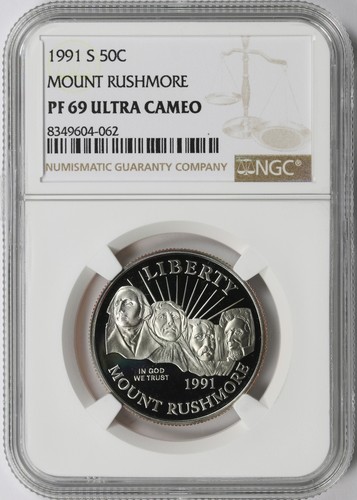 1991 S 50C
MOUNT RUSHMORE
PF 69 ULTRA CAMEO
8349604-062
NUMISMATIC GUARANTY COMPANY
NGC
LIBERTY
IN GOD
WE TRUST
1991
MOUNT RUSHMORE